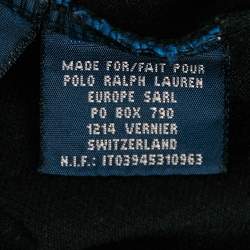 MADE FOR/FAIT POUR
POLO RALPH LAUREN
EUROPE SARL
PO BOX 790
1214 VERNIER
SWITZERLAND
N.I.F.: IT03945310963